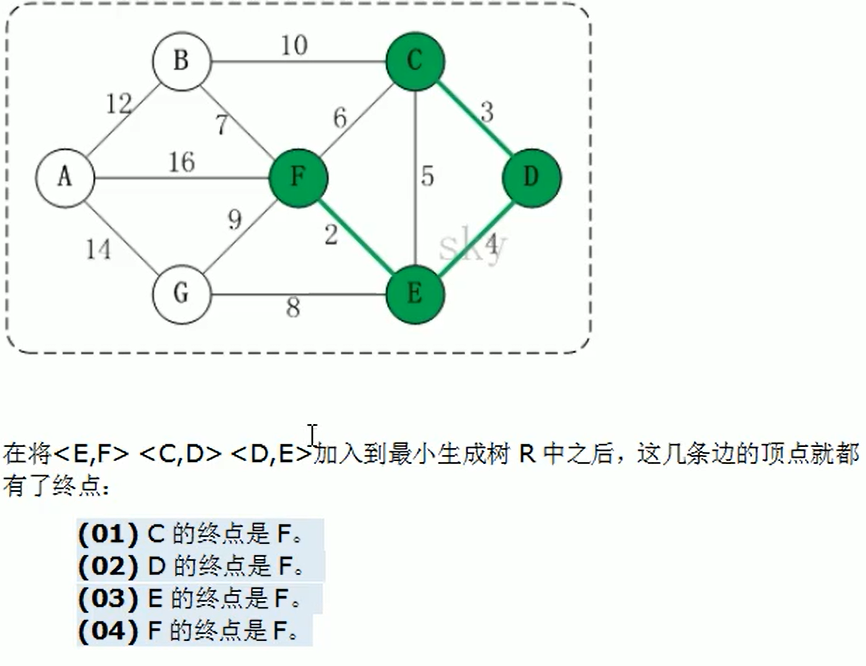 B 10 C
12 7 6 3
A 16 F 5 D
14 9 2 sky 4
G 8 E
在将<E,F> <C,D> <D,E>加入到最小生成树 R 中之后，这几条边的顶点就都
有了终点：
(01) C 的终点是 F。
(02) D 的终点是 F。
(03) E 的终点是 F。
(04) F 的终点是 F。